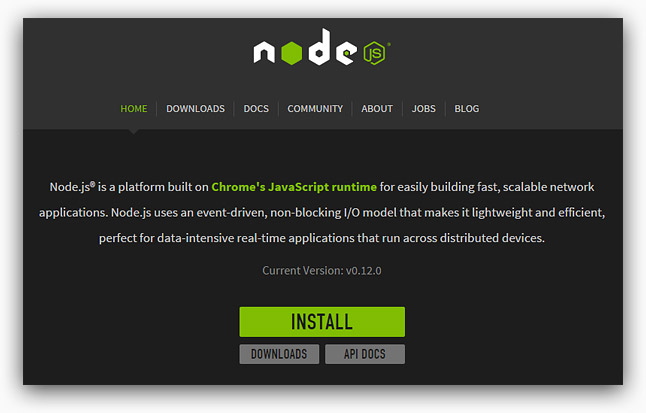 node JS®
HOME DOWNLOADS DOCS COMMUNITY ABOUT JOBS BLOG
Node.js® is a platform built on Chrome's JavaScript runtime for easily building fast, scalable network
applications. Node.js uses an event-driven, non-blocking I/O model that makes it lightweight and efficient,
perfect for data-intensive real-time applications that run across distributed devices.
Current Version: v0.12.0
INSTALL
DOWNLOADS API DOCS